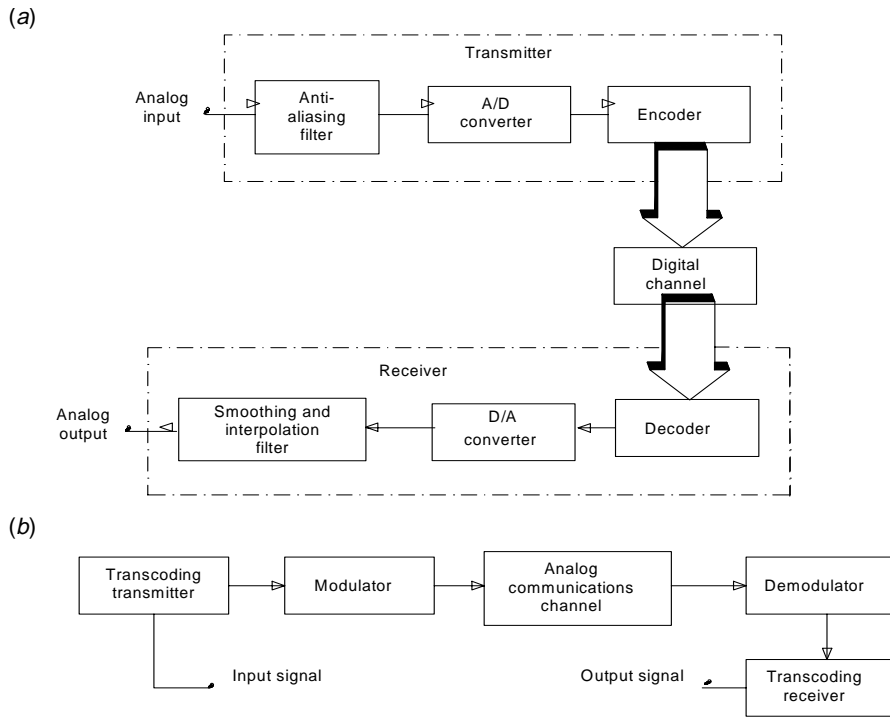 (a)
Transmitter
Analog
input
Anti-
aliasing
filter
A/D
converter
Encoder
Digital
channel
Receiver
Analog
output
Smoothing and
interpolation
filter
D/A
converter
Decoder
(b)
Transcoding
transmitter
Modulator
Analog
communications
channel
Demodulator
Input signal
Output signal
Transcoding
receiver